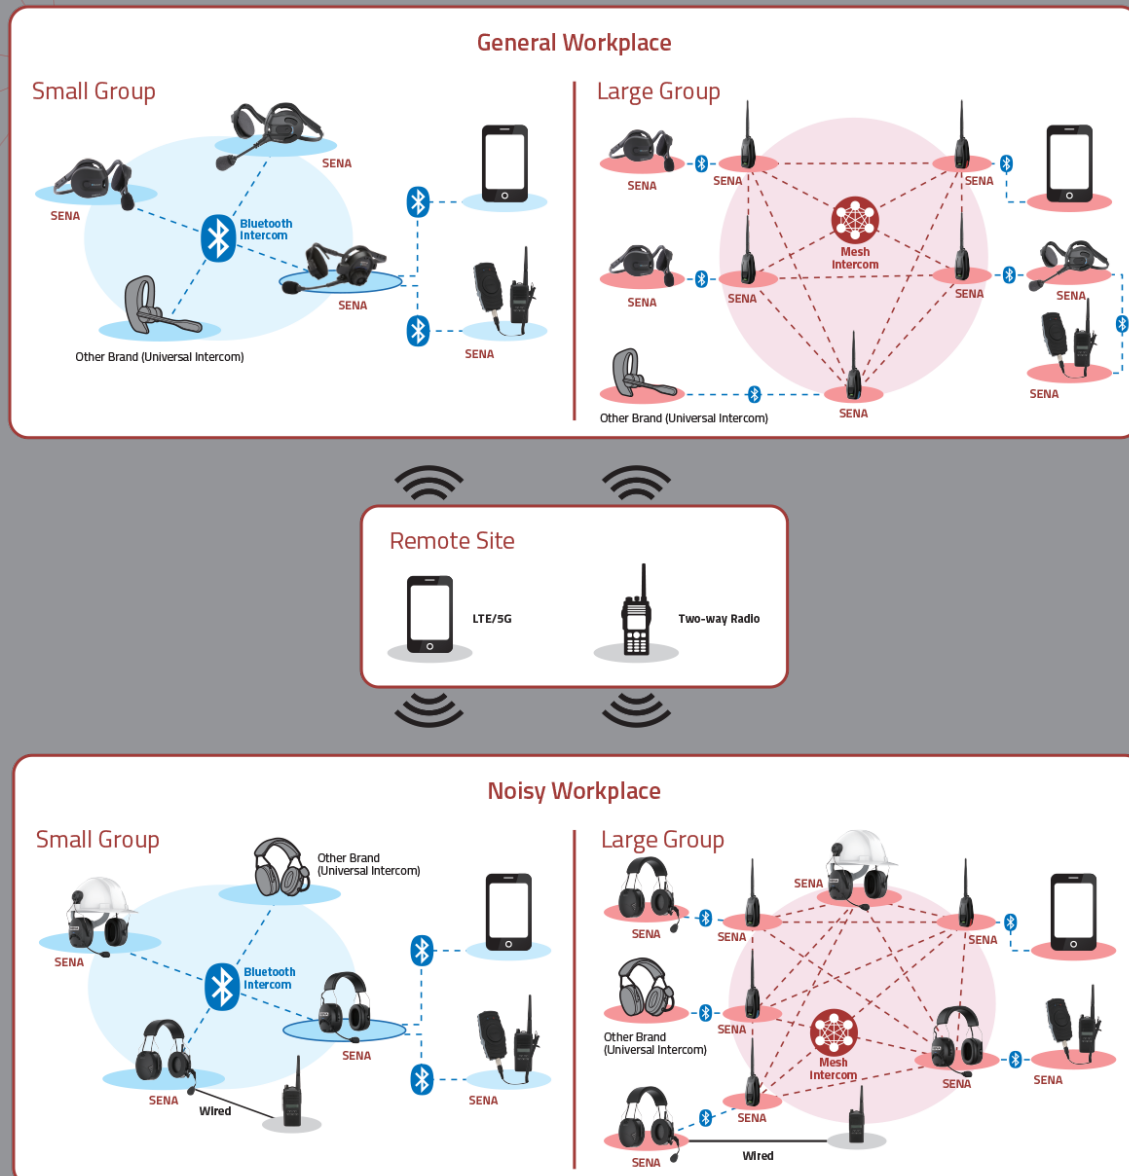 General Workplace
Small Group
SENA
SENA
Bluetooth
Intercom
SENA
SENA
Other Brand (Universal Intercom)
Large Group
SENA
SENA
SENA
Mesh
Intercom
SENA
SENA
SENA
SENA
SENA
SENA
Other Brand (Universal Intercom)
Remote Site
LTE/5G
Two-way Radio
Noisy Workplace
Small Group
Other Brand
(Universal Intercom)
SENA
Bluetooth
Intercom
SENA
SENA
SENA
Wired
Large Group
SENA
SENA
SENA
SENA
SENA
Other Brand
(Universal Intercom)
Mesh
Intercom
SENA
SENA
SENA
SENA
Wired